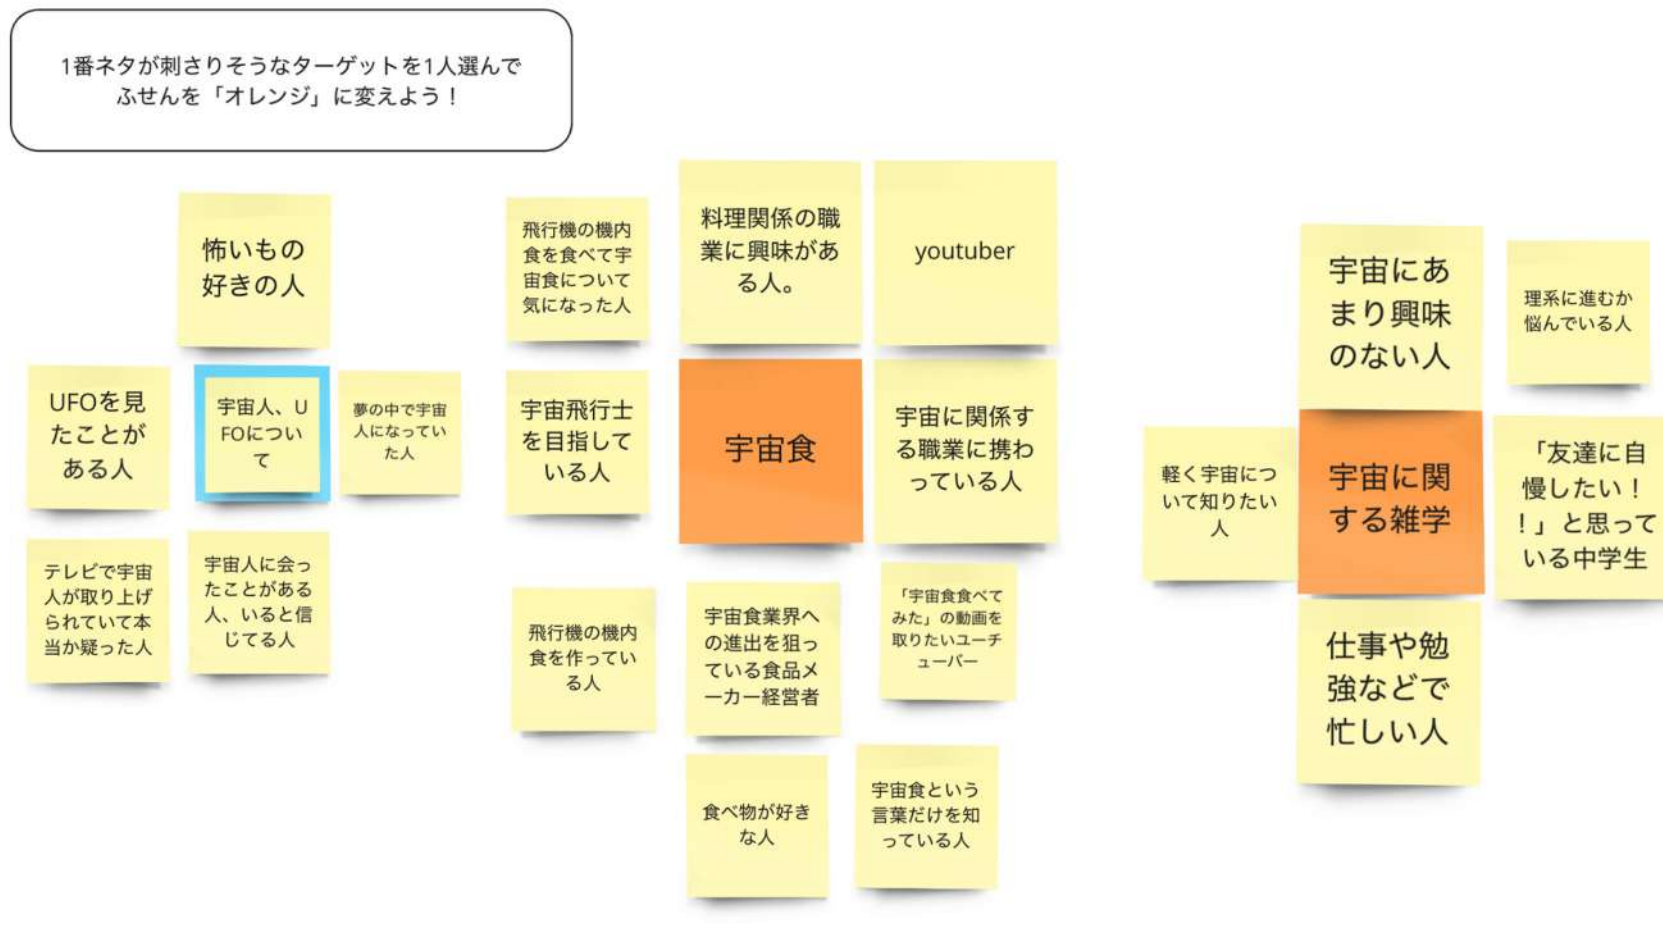 1番ネタが刺さりそうなターゲットを1人選んで
ふせんを「オレンジ」に変えよう！
怖いもの
好きの人
UFOを見
たことが
ある人
宇宙人、U
FOについ
て
夢の中で宇宙
人になってい
た人
テレビで宇宙
人が取り上げ
られていて本
当か疑った人
宇宙人に会っ
たことがある
人、いると信
じてる人
飛行機の機内
食を食べて宇
宙食について
気になった人
料理関係の職
業に興味があ
る人。
youtuber
宇宙飛行士
を目指して
いる人
宇宙食
宇宙に関係す
る職業に携わ
っている人
飛行機の機内
食を作ってい
る人
宇宙食業界へ
の進出を狙っ
ている食品メ
ーカー経営者
「宇宙食食べて
みた」の動画を
取りたいユーチ
ューバー
食べ物が好き
な人
宇宙食という
言葉だけを知
っている人
宇宙にあ
まり興味
のない人
理系に進むか
悩んでいる人
軽く宇宙につ
いて知りたい
人
宇宙に関
する雑学
「友達に自
慢したい！
！」と思って
いる中学生
仕事や勉
強などで
忙しい人